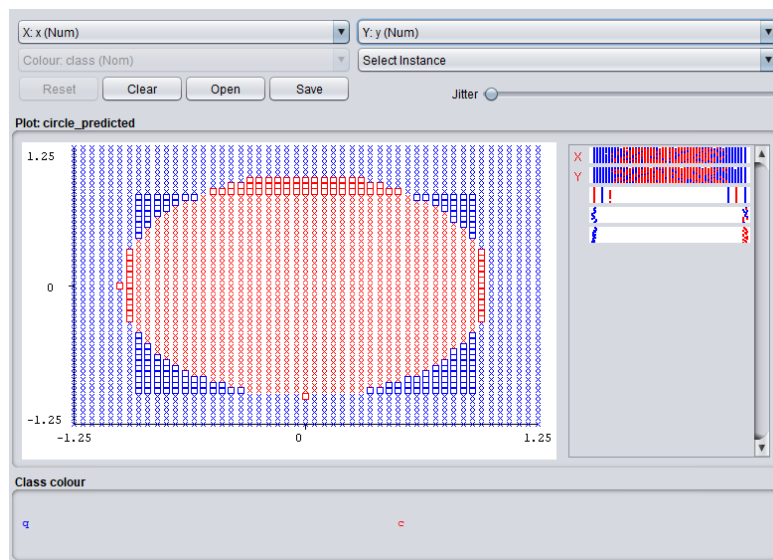 X: x (Num)
Y: y (Num)
Colour: class (Nom)
Select Instance
Reset
Clear
Open
Save
Jitter
Plot: circle_predicted
1.25
0
-1.25
-1.25
0
1.25
X
Y
Class colour
q
c